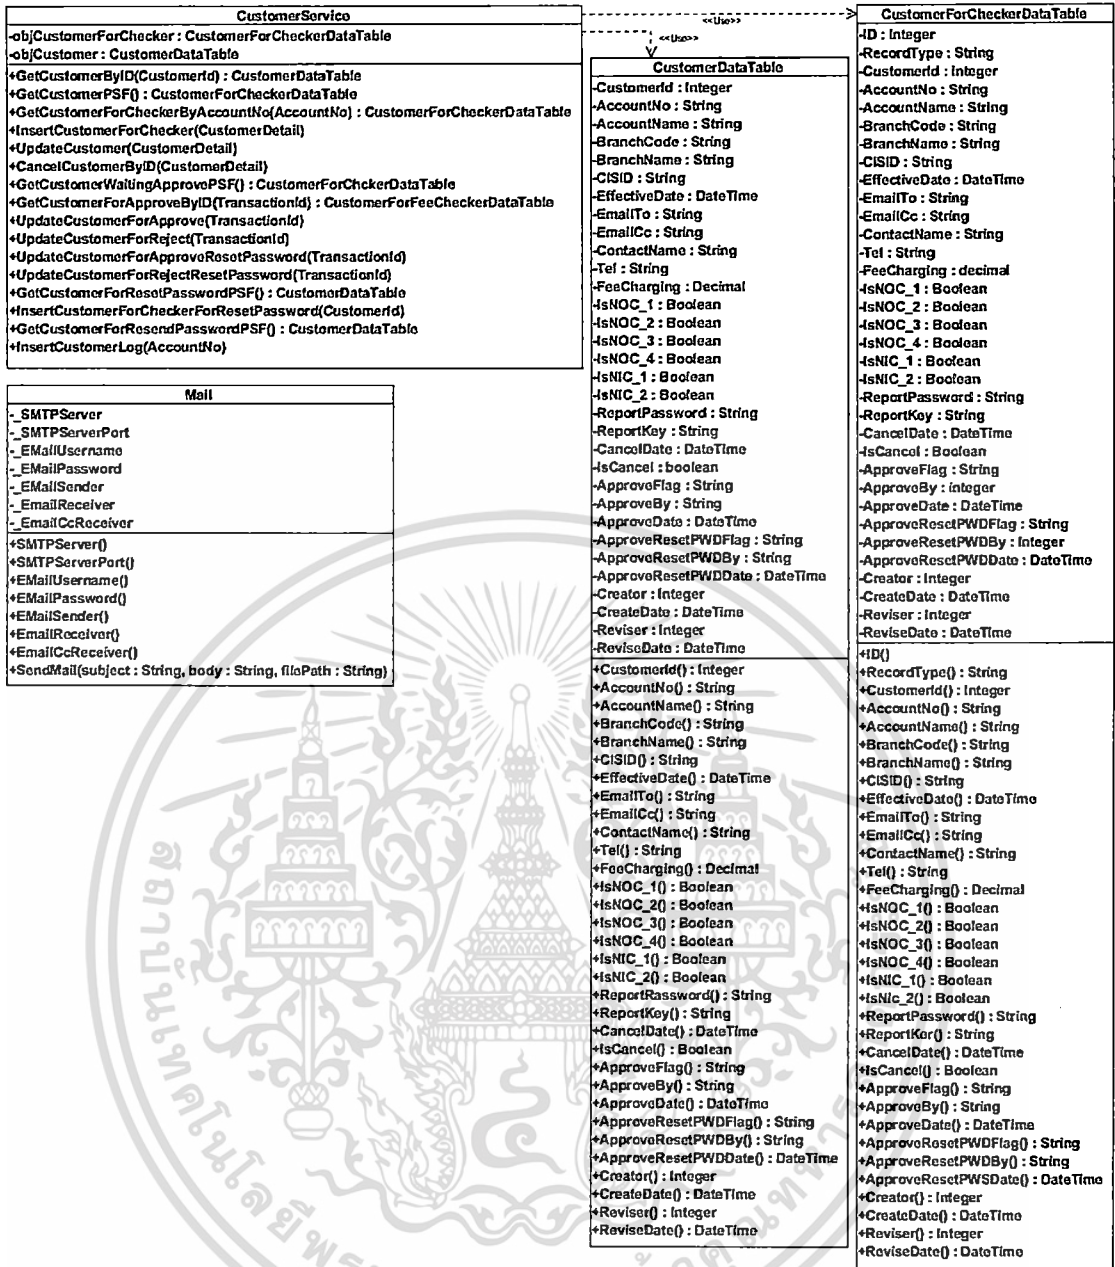 CustomerService
-objCustomerForChecker : CustomerForCheckerDataTable
-objCustomer : CustomerDataTable
+GetCustomerByID(CustomerId) : CustomerDataTable
+GetCustomerPSF() : CustomerForCheckerDataTable
+GetCustomerForCheckerByAccountNo(AccountNo) : CustomerForCheckerDataTable
+InsertCustomerForChecker(CustomerDetail)
+UpdateCustomer(CustomerDetail)
+CancelCustomerByID(CustomerDetail)
+GetCustomerWaitingApprovePSF() : CustomerForChckerDataTable
+GetCustomerForApproveByID(TransactionId) : CustomerForFeeCheckerDataTable
+UpdateCustomerForApprove(TransactionId)
+UpdateCustomerForReject(TransactionId)
+UpdateCustomerForApproveResetPassword(TransactionId)
+UpdateCustomerForRejectResetPassword(TransactionId)
+GetCustomerForResetPasswordPSF() : CustomerDataTable
+InsertCustomerForCheckerForResetPassword(CustomerId)
+GetCustomerForResendPasswordPSF() : CustomerDataTable
+InsertCustomerLog(AccountNo)
<<Use>>
<<Use>>
Mail
-_SMTPServer
-_SMTPServerPort
-_EMailUsername
-_EMailPassword
-_EMailSender
-_EmailReceiver
-_EmailCcReceiver
+SMTPServer()
+SMTPServerPort()
+EMailUsername()
+EMailPassword()
+EMailSender()
+EmailReceiver()
+EmailCcReceiver()
+SendMail(subject : String, body : String, filePath : String)
CustomerDataTable
-CustomerId : Integer
-AccountNo : String
-AccountName : String
-BranchCode : String
-BranchName : String
-CISID : String
-EffectiveDate : DateTime
-EmailTo : String
-EmailCc : String
-ContactName : String
-Tel : String
-FeeCharging : Decimal
-IsNOC_1 : Boolean
-IsNOC_2 : Boolean
-IsNOC_3 : Boolean
-IsNOC_4 : Boolean
-IsNIC_1 : Boolean
-IsNIC_2 : Boolean
-ReportPassword : String
-ReportKey : String
-CancelDate : DateTime
-IsCancel : boolean
-ApproveFlag : String
-ApproveBy : String
-ApproveDate : DateTime
-ApproveResetPWDFlag : String
-ApproveResetPWDBy : String
-ApproveResetPWDDate : DateTime
-Creator : Integer
-CreateDate : DateTime
-Reviser : Integer
-ReviseDate : DateTime
+CustomerId() : Integer
+AccountNo() : String
+AccountName() : String
+BranchCode() : String
+BranchName() : String
+CISID() : String
+EffectiveDate() : DateTime
+EmailTo() : String
+EmailCc() : String
+ContactName() : String
+Tel() : String
+FeeCharging() : Decimal
+IsNOC_1() : Boolean
+IsNOC_2() : Boolean
+IsNOC_3() : Boolean
+IsNOC_4() : Boolean
+IsNIC_1() : Boolean
+IsNIC_2() : Boolean
+ReportRassword() : String
+ReportKey() : String
+CancelDate() : DateTime
+IsCancel() : Boolean
+ApproveFlag() : String
+ApproveBy() : String
+ApproveDate() : DateTime
+ApproveResetPWDFlag() : String
+ApproveResetPWDBy() : String
+ApproveResetPWDDate() : DateTime
+Creator() : Integer
+CreateDate() : DateTime
+Reviser() : Integer
+ReviseDate() : DateTime
CustomerForCheckerDataTable
-ID : Integer
-RecordType : String
-CustomerId : Integer
-AccountNo : String
-AccountName : String
-BranchCode : String
-BranchName : String
-CISID : String
-EffectiveDate : DateTime
-EmailTo : String
-EmailCc : String
-ContactName : String
-Tel : String
-FeeCharging : decimal
-IsNOC_1 : Boolean
-IsNOC_2 : Boolean
-IsNOC_3 : Boolean
-IsNOC_4 : Boolean
-IsNIC_1 : Boolean
-IsNIC_2 : Boolean
-ReportPassword : String
-ReportKey : String
-CancelDate : DateTime
-IsCancel : Boolean
-ApproveFlag : String
-ApproveBy : integer
-ApproveDate : DateTime
-ApproveResetPWDFlag : String
-ApproveResetPWDBy : Integer
-ApproveResetPWDDate : DateTime
-Creator : Integer
-CreateDate : DateTime
-Reviser : Integer
-ReviseDate : DateTime
+ID()
+RecordType() : String
+CustomerId() : Integer
+AccountNo() : String
+AccountName() : String
+BranchCode() : String
+BranchName() : String
+CISID() : String
+EffectiveDate() : DateTime
+EmailTo() : String
+EmailCc() : String
+ContactName() : String
+Tel() : String
+FeeCharging() : Decimal
+IsNOC_1() : Boolean
+IsNOC_2() : Boolean
+IsNOC_3() : Boolean
+IsNOC_4() : Boolean
+IsNIC_1() : Boolean
+IsNic_2() : Boolean
+ReportPassword() : String
+ReportKer() : String
+CancelDate() : DateTime
+IsCancel() : Boolean
+ApproveFlag() : String
+ApproveBy() : String
+ApproveDate() : DateTime
+ApproveResetPWDFlag() : String
+ApproveResetPWDBy() : String
+ApproveResetPWSDate() : DateTime
+Creator() : Integer
+CreateDate() : DateTime
+Reviser() : Integer
+ReviseDate() : DateTime